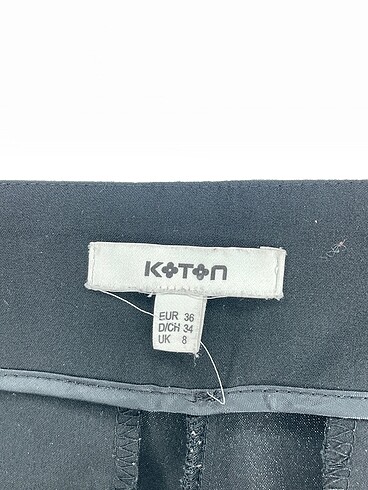 KOTON
EUR 36
D/CH 34
UK 8